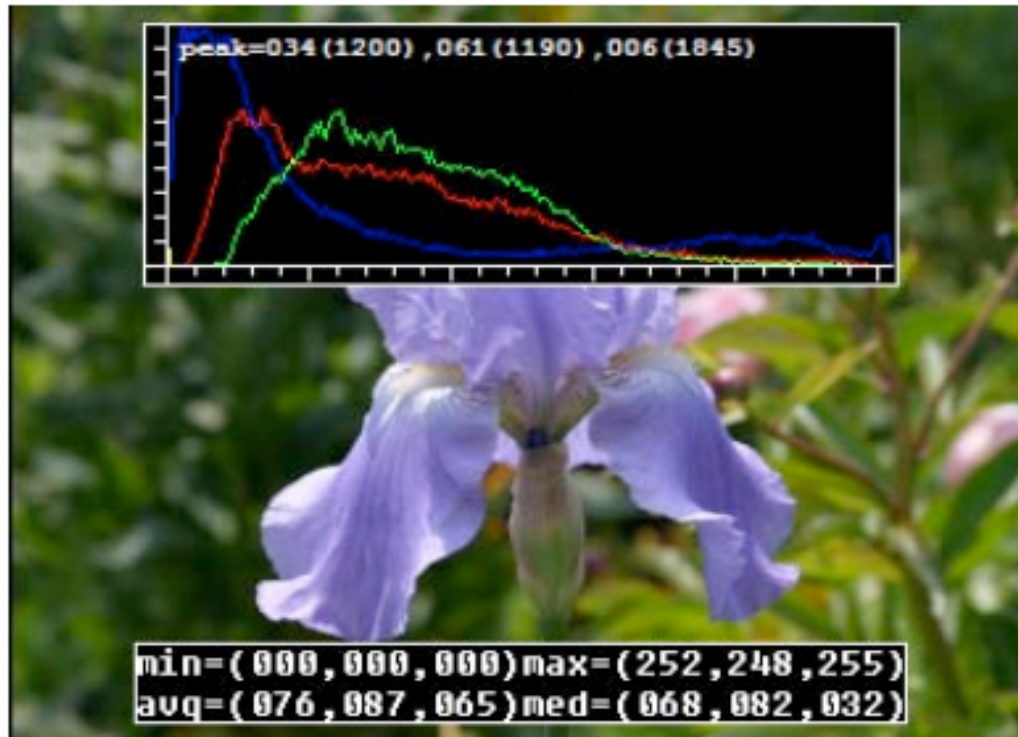 peak=034(1200),061(1190),006(1845)
min=(000,000,000)max=(252,248,255)
avg=(076,087,065)med=(068,082,032)